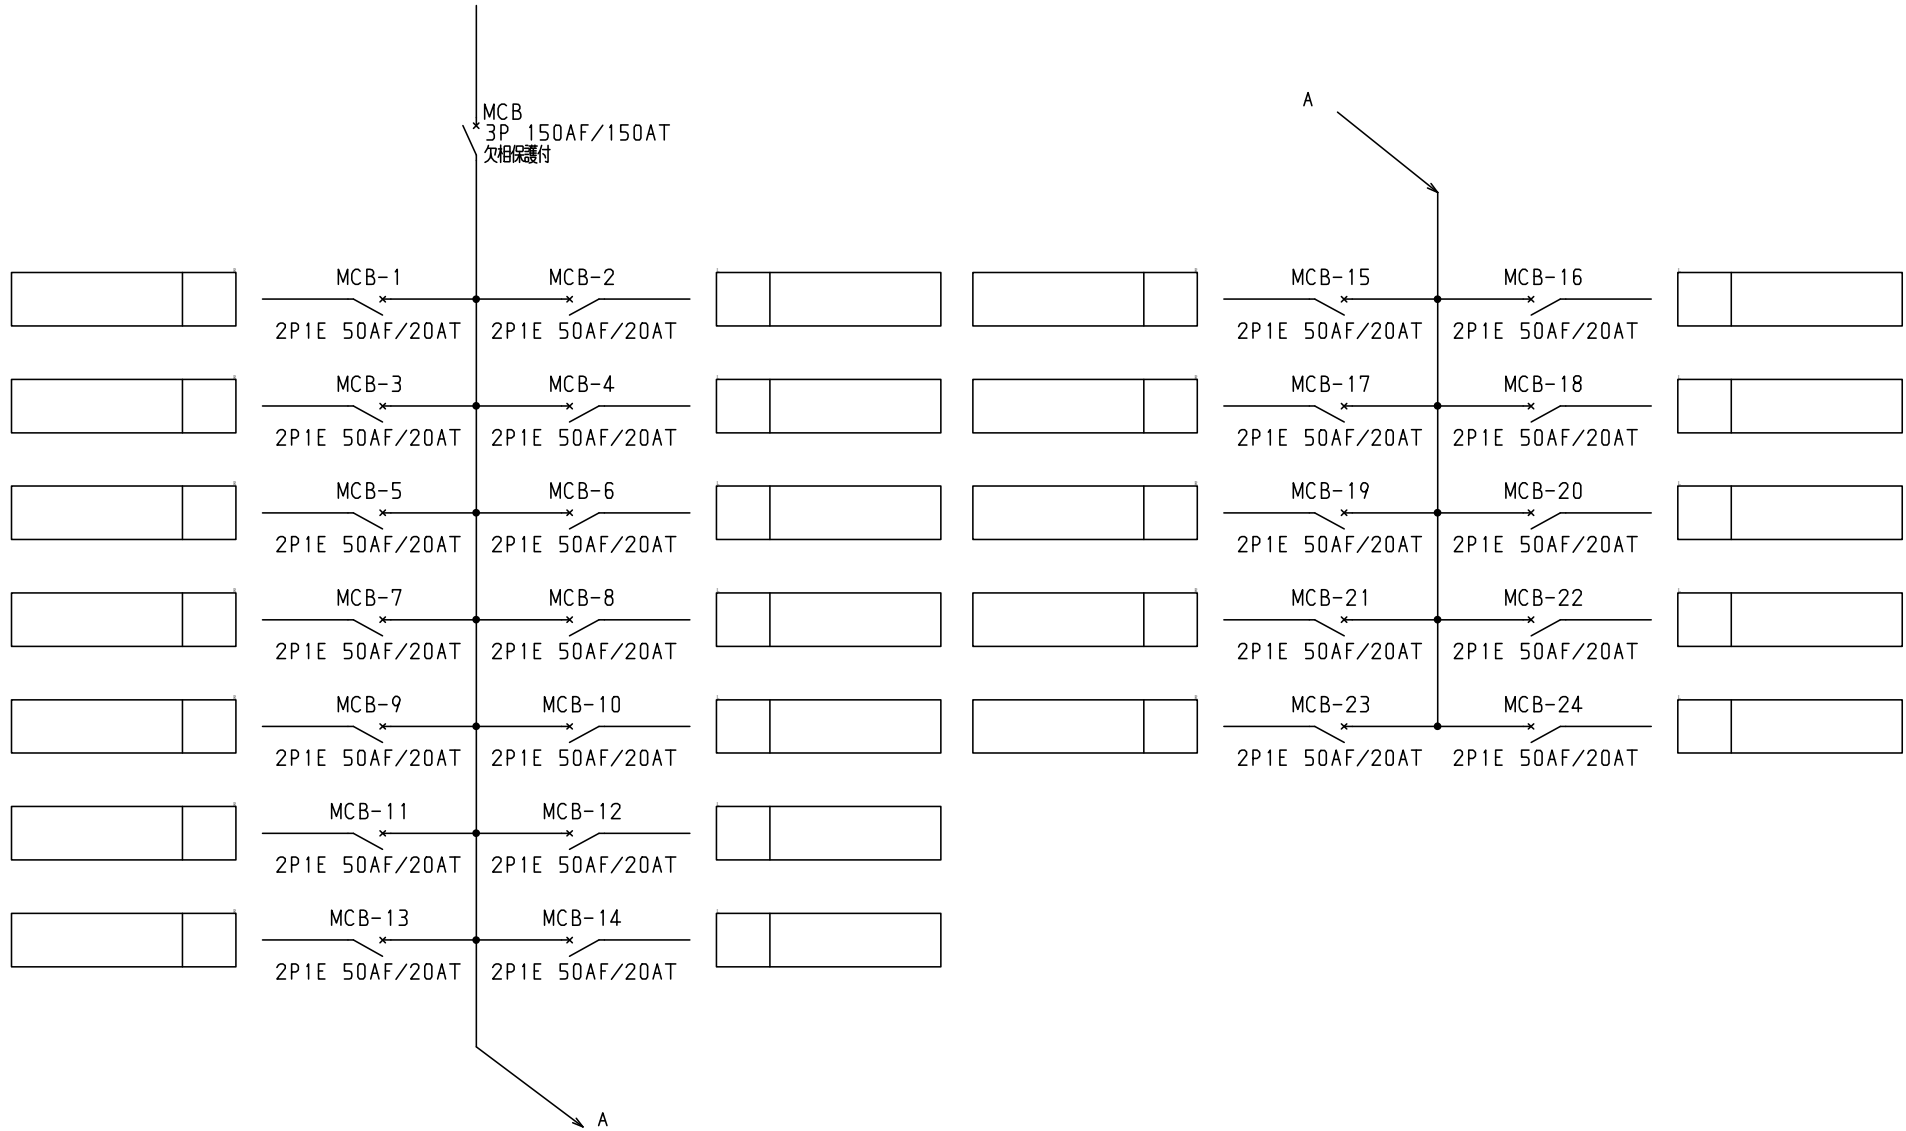 MCB
3P 150AF/150AT
欠相保護付
MCB-1
2P1E 50AF/20AT
MCB-2
2P1E 50AF/20AT
MCB-3
2P1E 50AF/20AT
MCB-4
2P1E 50AF/20AT
MCB-5
2P1E 50AF/20AT
MCB-6
2P1E 50AF/20AT
MCB-7
2P1E 50AF/20AT
MCB-8
2P1E 50AF/20AT
MCB-9
2P1E 50AF/20AT
MCB-10
2P1E 50AF/20AT
MCB-11
2P1E 50AF/20AT
MCB-12
2P1E 50AF/20AT
MCB-13
2P1E 50AF/20AT
MCB-14
2P1E 50AF/20AT
A
A
MCB-15
2P1E 50AF/20AT
MCB-16
2P1E 50AF/20AT
MCB-17
2P1E 50AF/20AT
MCB-18
2P1E 50AF/20AT
MCB-19
2P1E 50AF/20AT
MCB-20
2P1E 50AF/20AT
MCB-21
2P1E 50AF/20AT
MCB-22
2P1E 50AF/20AT
MCB-23
2P1E 50AF/20AT
MCB-24
2P1E 50AF/20AT